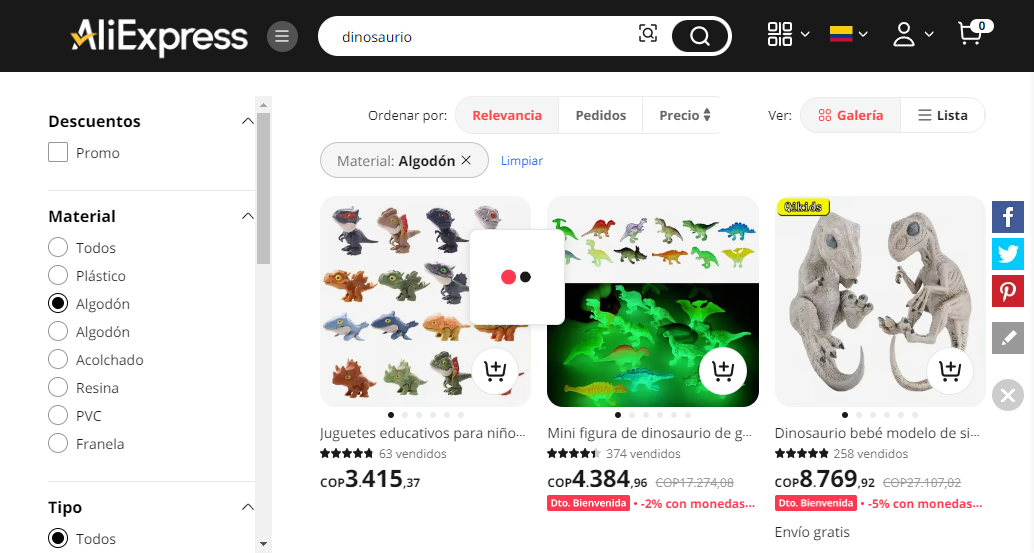 AliExpress
dinosaurio
0
Descuentos
Promo
Material
Todos
Plástico
Algodón
Algodón
Acolchado
Resina
PVC
Franela
Tipo
Todos
Ordenar por:
Relevancia
Pedidos
Precio
Ver:
Galería
Lista
Material: Algodón
Limpiar
Juguetes educativos para niño...
63 vendidos
COP3.415,37
Mini figura de dinosaurio de g...
374 vendidos
COP4.384,96 COP17.274,08
Dto. Bienvenida • -2% con monedas...
Qikids
Dinosaurio bebé modelo de si...
258 vendidos
COP8.769,92 COP27.107,02
Dto. Bienvenida • -5% con monedas...
Envío gratis